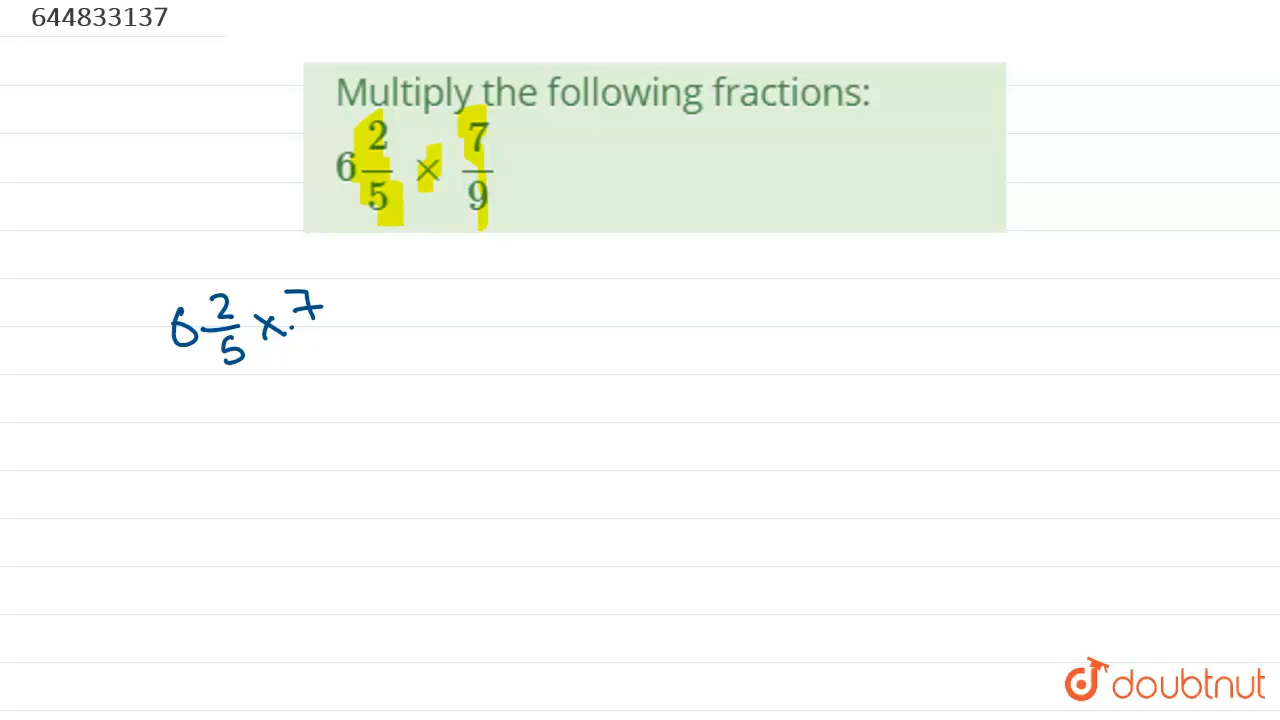 644833137
Multiply the following fractions:
6 2/5 × 7/9
6 2/5 x. 7
doubtnut